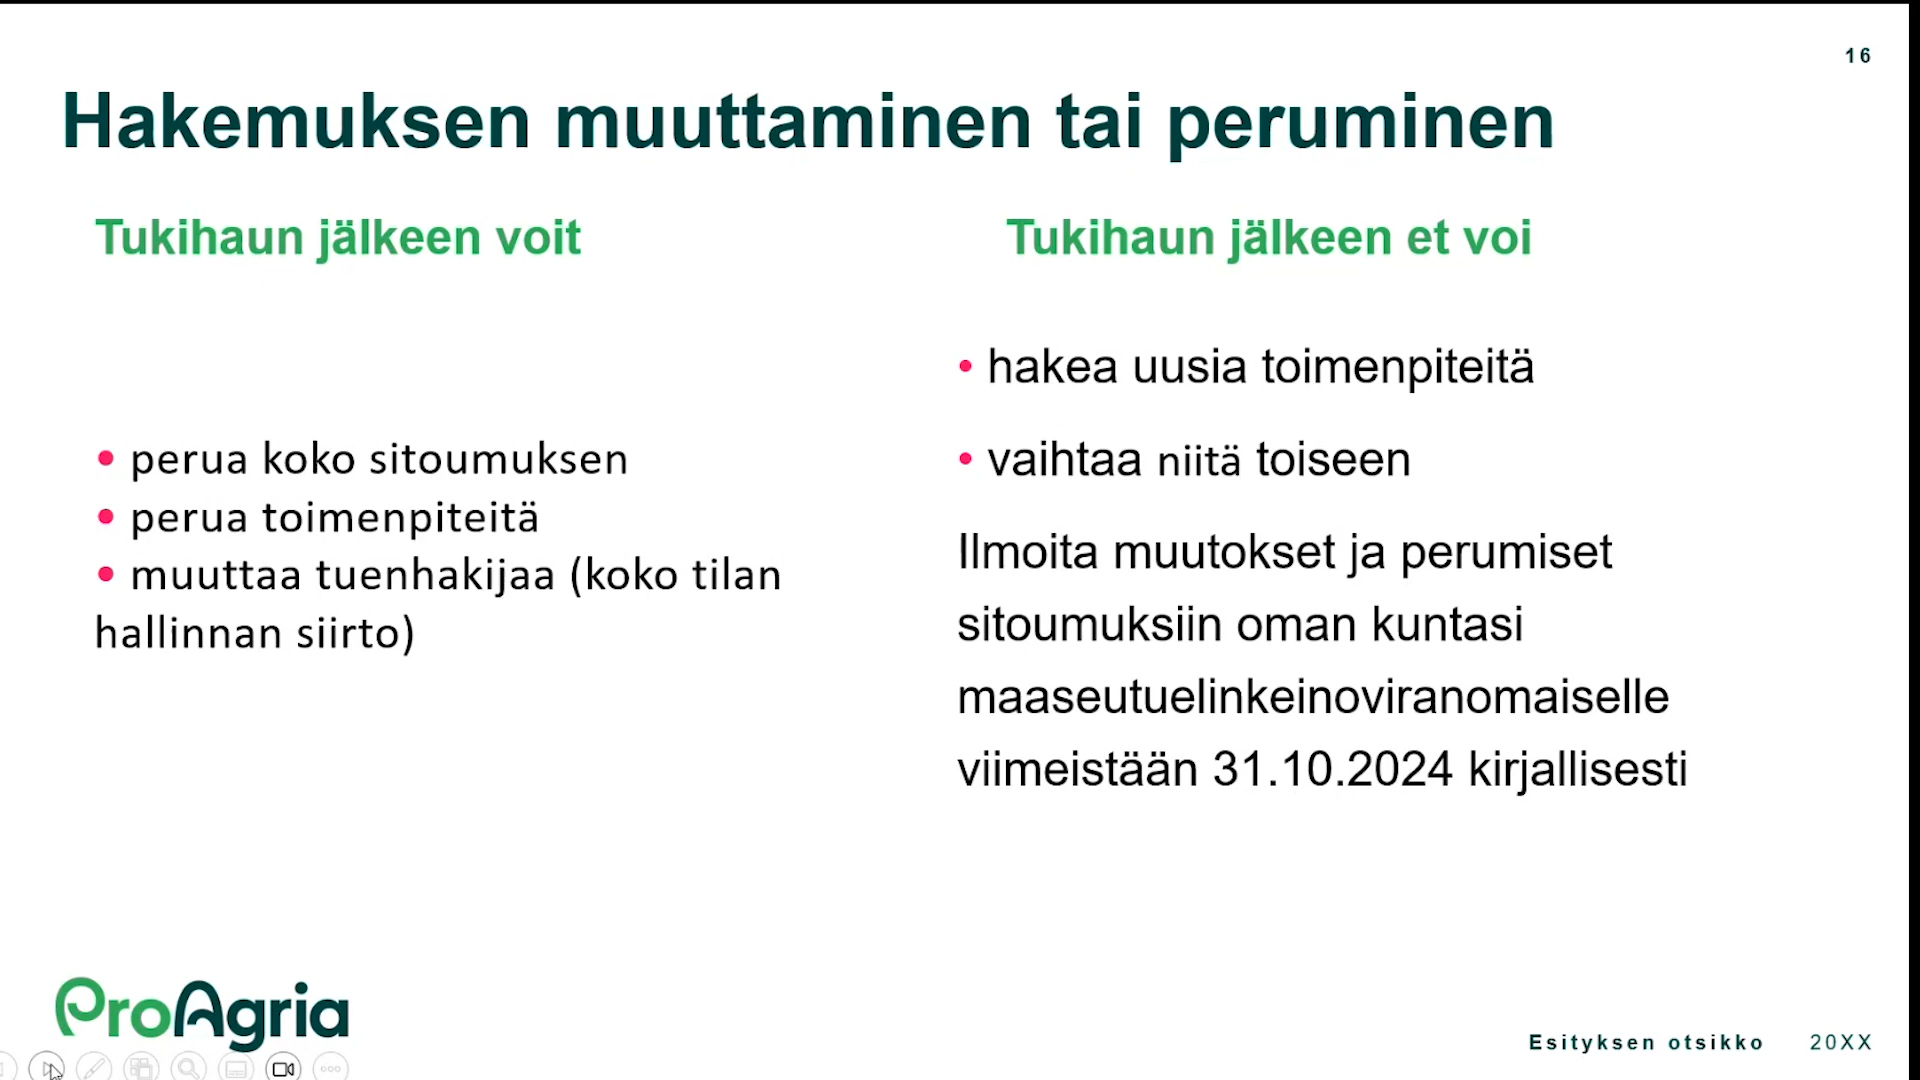 16
Hakemuksen muuttaminen tai peruminen
Tukihaun jälkeen voit
• perua koko sitoumuksen
• perua toimenpiteitä
• muuttaa tuenhakijaa (koko tilan
hallinnan siirto)
Tukihaun jälkeen et voi
• hakea uusia toimenpiteitä
• vaihtaa niitä toiseen
Ilmoita muutokset ja perumiset
sitoumuksiin oman kuntasi
maaseutuelinkeinoviranomaiselle
viimeistään 31.10.2024 kirjallisesti
ProAgria
Esityksen otsikko 20XX